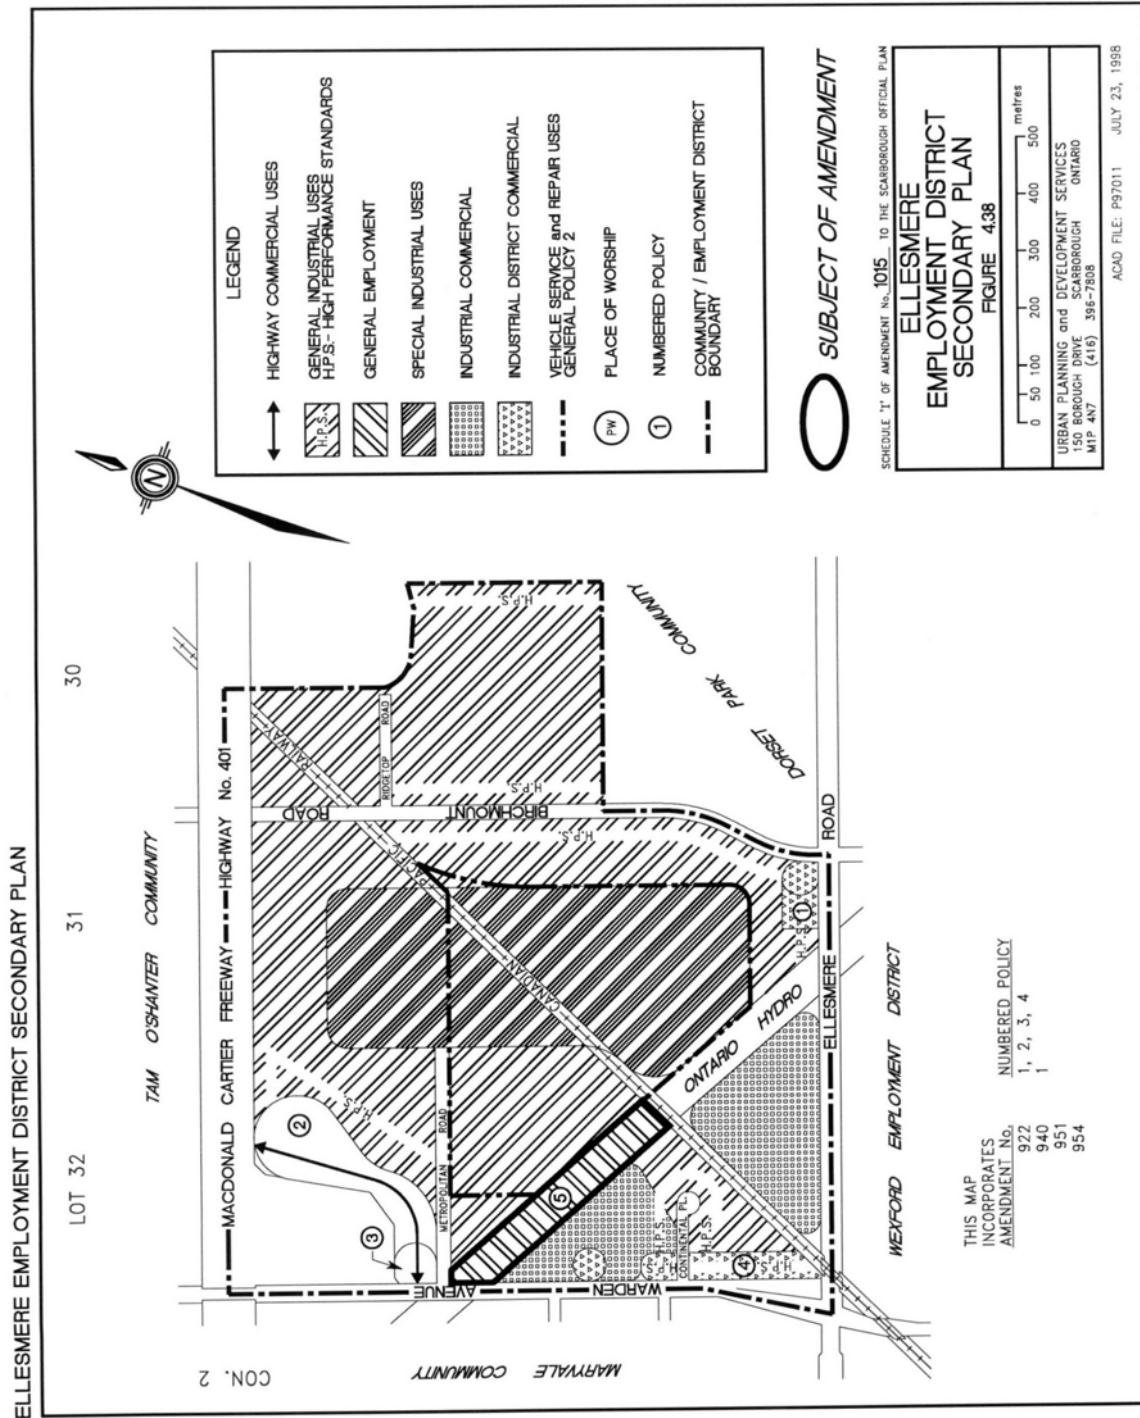 ELLESMERE EMPLOYMENT DISTRICT SECONDARY PLAN
LOT 32
31
30
CON. 2
TAM O'SHANTER COMMUNITY
MACDONALD CARTIER FREEWAY
HIGHWAY No. 401
RAILWAY
PACIFIC
CANADIAN
RIDGETOP ROAD
BIRCHMOUNT ROAD
METROPOLITAN ROAD
H.P.S.
H.P.S.
H.P.S.
H.P.S.
H.P.S.
H.P.S.
H.P.S.
H.P.S.
H.P.S.
2
3
5
4
1
WARDEN AVENUE
CONTINENTAL PL.
ONTARIO HYDRO
ELLESMERE ROAD
DORSET PARK COMMUNITY
MARYVALE COMMUNITY
WEXFORD EMPLOYMENT DISTRICT
THIS MAP
INCORPORATES
AMENDMENT No. NUMBERED POLICY
922 1, 2, 3, 4
940 1
951
954
N
LEGEND
HIGHWAY COMMERCIAL USES
H.P.S.
GENERAL INDUSTRIAL USES
H.P.S.- HIGH PERFORMANCE STANDARDS
GENERAL EMPLOYMENT
SPECIAL INDUSTRIAL USES
INDUSTRIAL COMMERCIAL
INDUSTRIAL DISTRICT COMMERCIAL
VEHICLE SERVICE and REPAIR USES
GENERAL POLICY 2
PW PLACE OF WORSHIP
1 NUMBERED POLICY
COMMUNITY / EMPLOYMENT DISTRICT
BOUNDARY
SUBJECT OF AMENDMENT
SCHEDULE 'I' OF AMENDMENT No. 1015 TO THE SCARBOROUGH OFFICIAL PLAN
ELLESMERE
EMPLOYMENT DISTRICT
SECONDARY PLAN
FIGURE 4.38
0 50 100 200 300 400 500 metres
URBAN PLANNING and DEVELOPMENT SERVICES
150 BOROUGH DRIVE SCARBOROUGH ONTARIO
M1P 4N7 (416) 396-7808
ACAD FILE: P97011 JULY 23, 1998